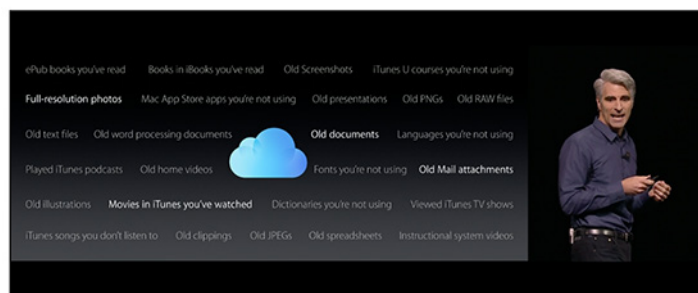 ePub books you've read Books in iBooks you've read Old Screenshots iTunes U courses you're not using
Full-resolution photos Mac App Store apps you're not using Old presentations Old PNGs Old RAW files
Old text files Old word processing documents Old documents Languages you're not using
Played iTunes podcasts Old home videos Fonts you're not using Old Mail attachments
Old illustrations Movies in iTunes you've watched Dictionaries you're not using Viewed iTunes TV shows
iTunes songs you don't listen to Old clippings Old JPEGs Old spreadsheets Instructional system videos